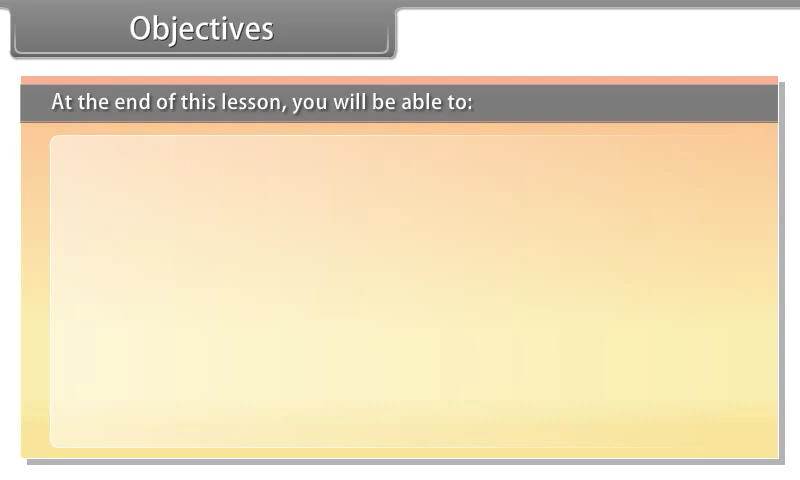 Objectives
At the end of this lesson, you will be able to: